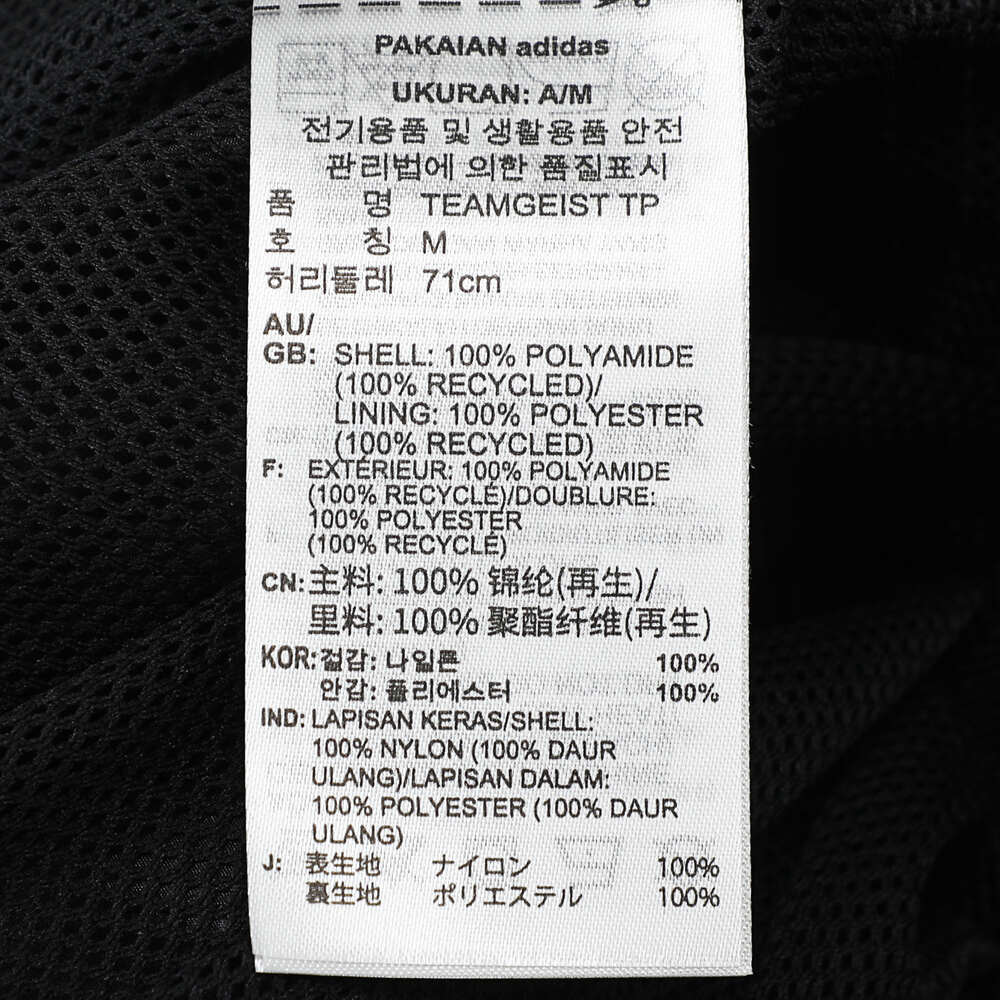 PAKAIAN adidas
UKURAN: A/M
전기용품 및 생활용품 안전
관리법에 의한 품질표시
품 명 TEAMGEIST TP
호 칭 M
허리둘레 71cm
AU/
GB: SHELL: 100% POLYAMIDE
(100% RECYCLED)/
LINING: 100% POLYESTER
(100% RECYCLED)
F: EXTÉRIEUR: 100% POLYAMIDE
(100% RECYCLÉ)/DOUBLURE:
100% POLYESTER
(100% RECYCLÉ)
CN: 主料: 100% 锦纶(再生)/
里料: 100% 聚酯纤维(再生)
KOR: 겉감: 나일론 100%
안감: 폴리에스터 100%
IND: LAPISAN KERAS/SHELL:
100% NYLON (100% DAUR
ULANG)/LAPISAN DALAM:
100% POLYESTER (100% DAUR
ULANG)
J: 表生地 ナイロン 100%
裏生地 ポリエステル 100%